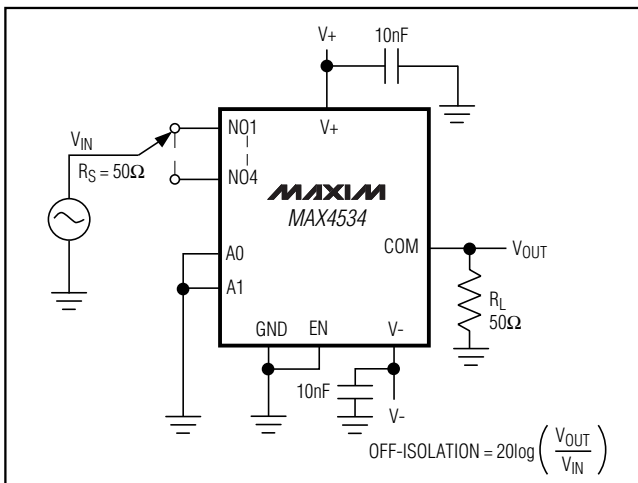 V+
10nF
V+
NO1
VIN
RS = 50Ω
NO4
MAXIM
MAX4534
COM
VOUT
A0
A1
RL
50Ω
GND
EN
V-
10nF
V-
OFF-ISOLATION = 20log(VOUT/VIN)